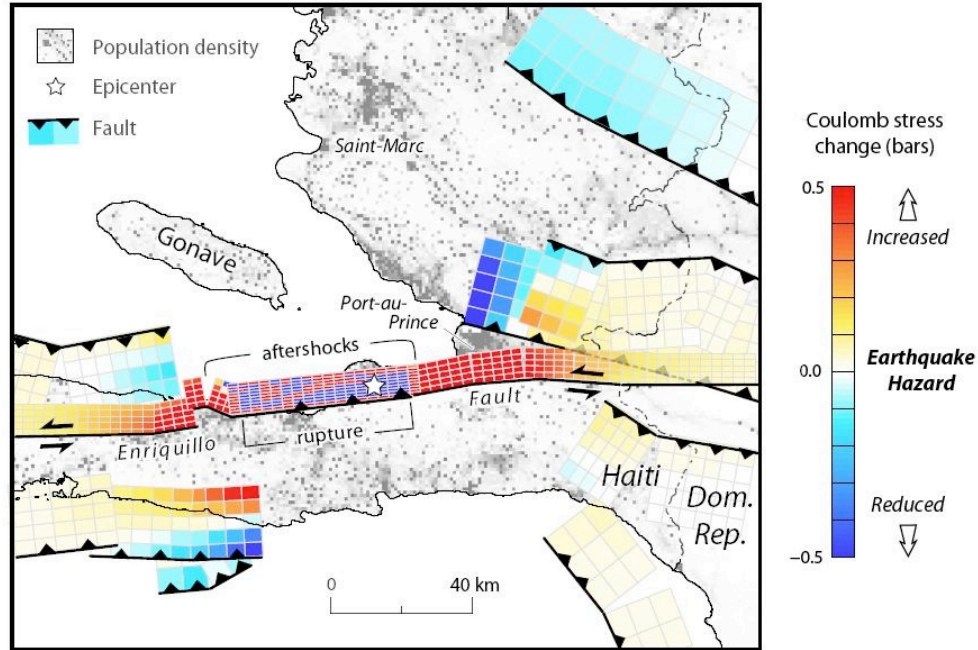 Population density
Epicenter
Fault
Saint-Marc
Gonave
Port-au-
Prince
aftershocks
Fault
rupture
Enriquillo
Haiti
Dom.
Rep.
0
40 km
Coulomb stress
change (bars)
0.5
Increased
0.0
Earthquake
Hazard
Reduced
−0.5